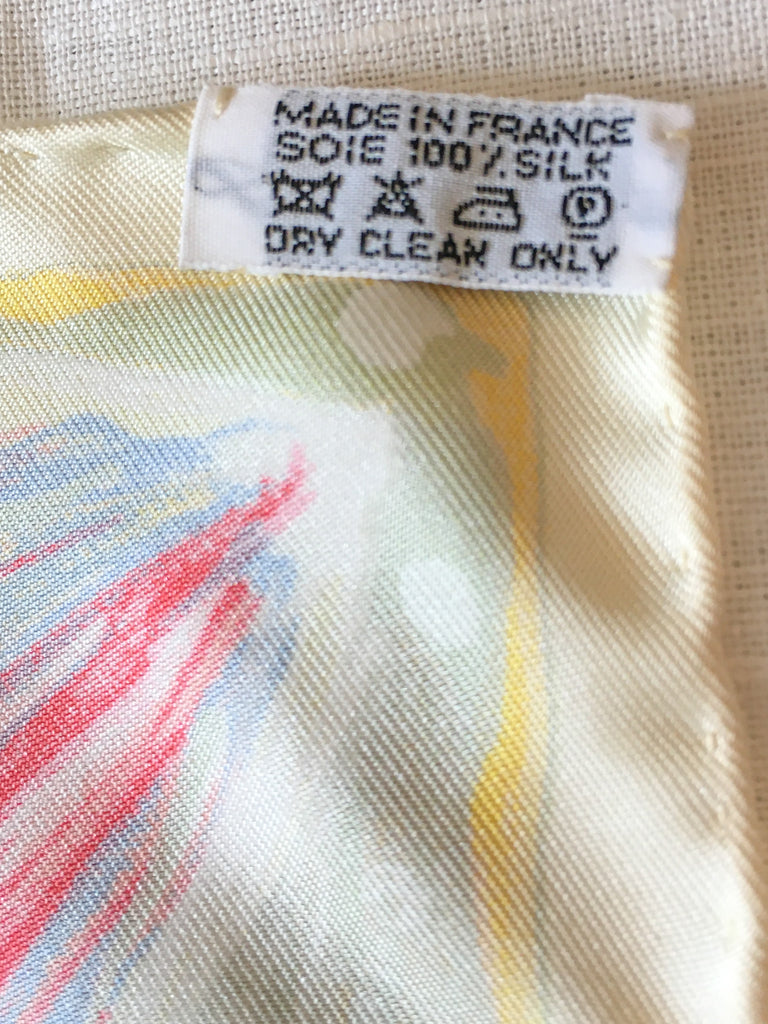 MADE IN FRANCE
SOIE 100% SILK
P
DRY CLEAN ONLY